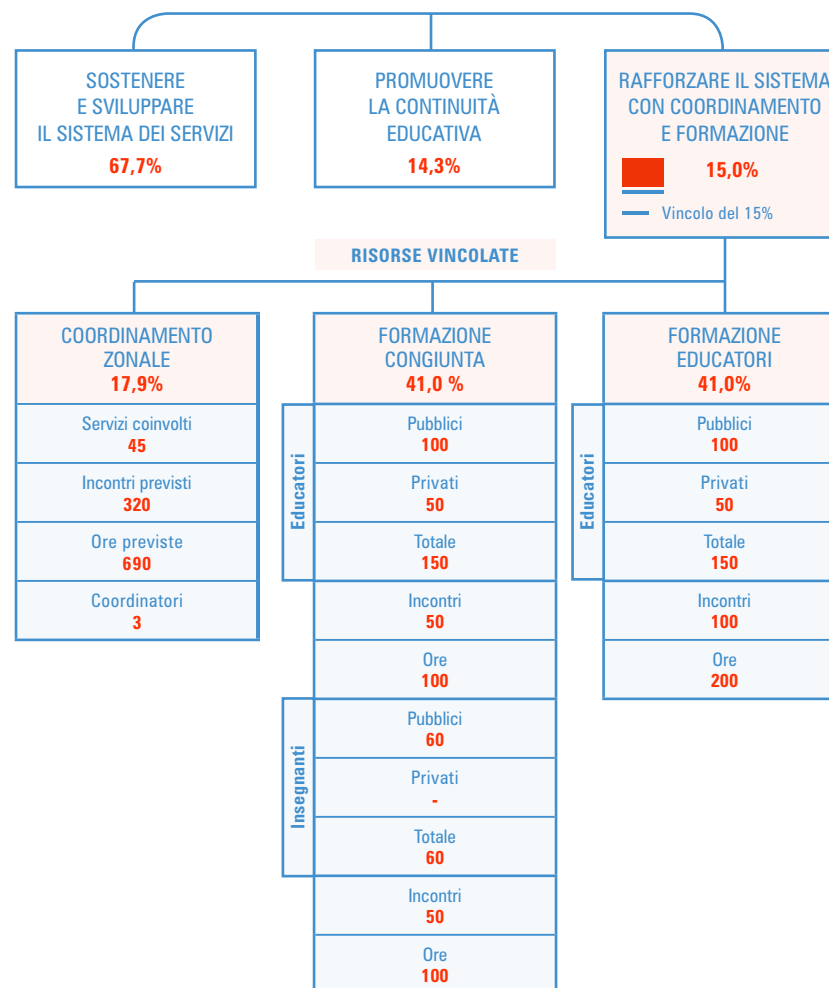 SOSTENERE
E SVILUPPARE
IL SISTEMA DEI SERVIZI
67,7%
PROMUOVERE
LA CONTINUITÀ
EDUCATIVA
14,3%
RAFFORZARE IL SISTEMA
CON COORDINAMENTO
E FORMAZIONE
15,0%
Vincolo del 15%
RISORSE VINCOLATE
COORDINAMENTO
ZONALE
17,9%
Servizi coinvolti
45
Incontri previsti
320
Ore previste
690
Coordinatori
3
FORMAZIONE
CONGIUNTA
41,0 %
Educatori
Pubblici
100
Privati
50
Totale
150
Incontri
50
Ore
100
Insegnanti
Pubblici
60
Privati
-
Totale
60
Incontri
50
Ore
100
FORMAZIONE
EDUCATORI
41,0%
Educatori
Pubblici
100
Privati
50
Totale
150
Incontri
100
Ore
200